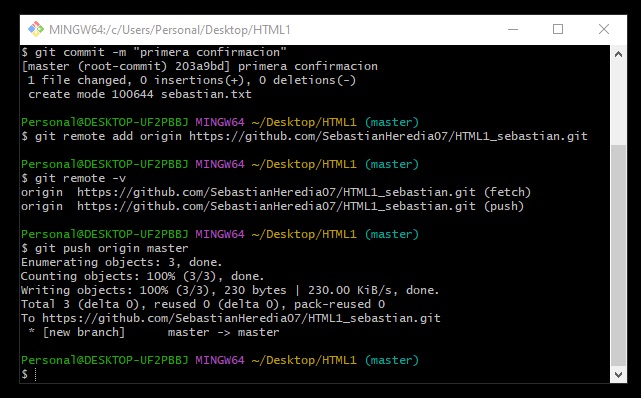 MINGW64:/c/Users/Personal/Desktop/HTML1
$ git commit -m "primera confirmacion"
[master (root-commit) 203a9bd] primera confirmacion
 1 file changed, 0 insertions(+), 0 deletions(-)
 create mode 100644 sebastian.txt
Personal@DESKTOP-UF2PBBJ MINGW64 ~/Desktop/HTML1 (master)
$ git remote add origin https://github.com/SebastianHeredia07/HTML1_sebastian.git
Personal@DESKTOP-UF2PBBJ MINGW64 ~/Desktop/HTML1 (master)
$ git remote -v
origin  https://github.com/SebastianHeredia07/HTML1_sebastian.git (fetch)
origin  https://github.com/SebastianHeredia07/HTML1_sebastian.git (push)
Personal@DESKTOP-UF2PBBJ MINGW64 ~/Desktop/HTML1 (master)
$ git push origin master
Enumerating objects: 3, done.
Counting objects: 100% (3/3), done.
Writing objects: 100% (3/3), 230 bytes | 230.00 KiB/s, done.
Total 3 (delta 0), reused 0 (delta 0), pack-reused 0
To https://github.com/SebastianHeredia07/HTML1_sebastian.git
 * [new branch]      master -> master
Personal@DESKTOP-UF2PBBJ MINGW64 ~/Desktop/HTML1 (master)
$